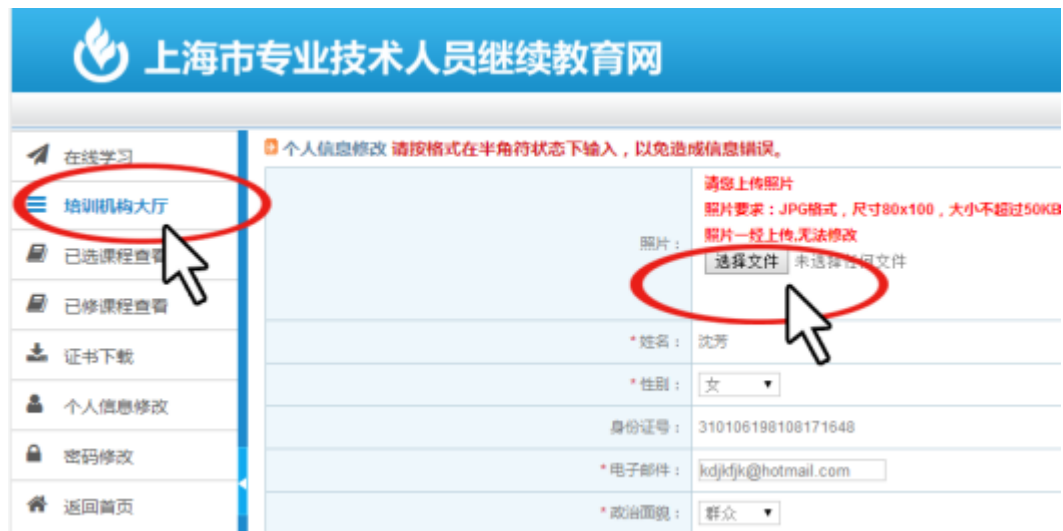 上海市专业技术人员继续教育网
在线学习
培训机构大厅
已选课程查看
已修课程查看
证书下载
个人信息修改
密码修改
返回首页
个人信息修改 请按格式在半角符状态下输入，以免造成信息错误。
照片：
请您上传照片
照片要求：JPG格式，尺寸80x100，大小不超过50KB
照片一经上传,无法修改
选择文件 未选择任何文件
*姓名： 沈芳
*性别： 女
身份证号： 310106198108171648
*电子邮件： kdjkfjk@hotmail.com
*政治面貌： 群众